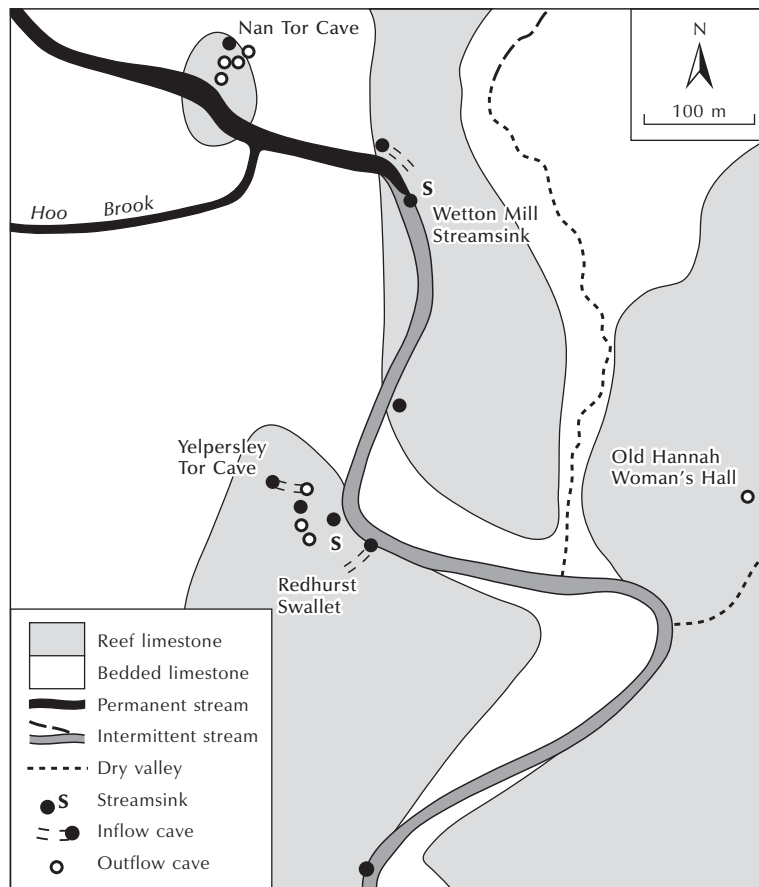 Nan Tor Cave
N
100 m
Hoo Brook
S
Wetton Mill
Streamsink
Yelpersley
Tor Cave
Old Hannah
Woman's Hall
S
Redhurst
Swallet
Reef limestone
Bedded limestone
Permanent stream
Intermittent stream
Dry valley
S Streamsink
Inflow cave
Outflow cave